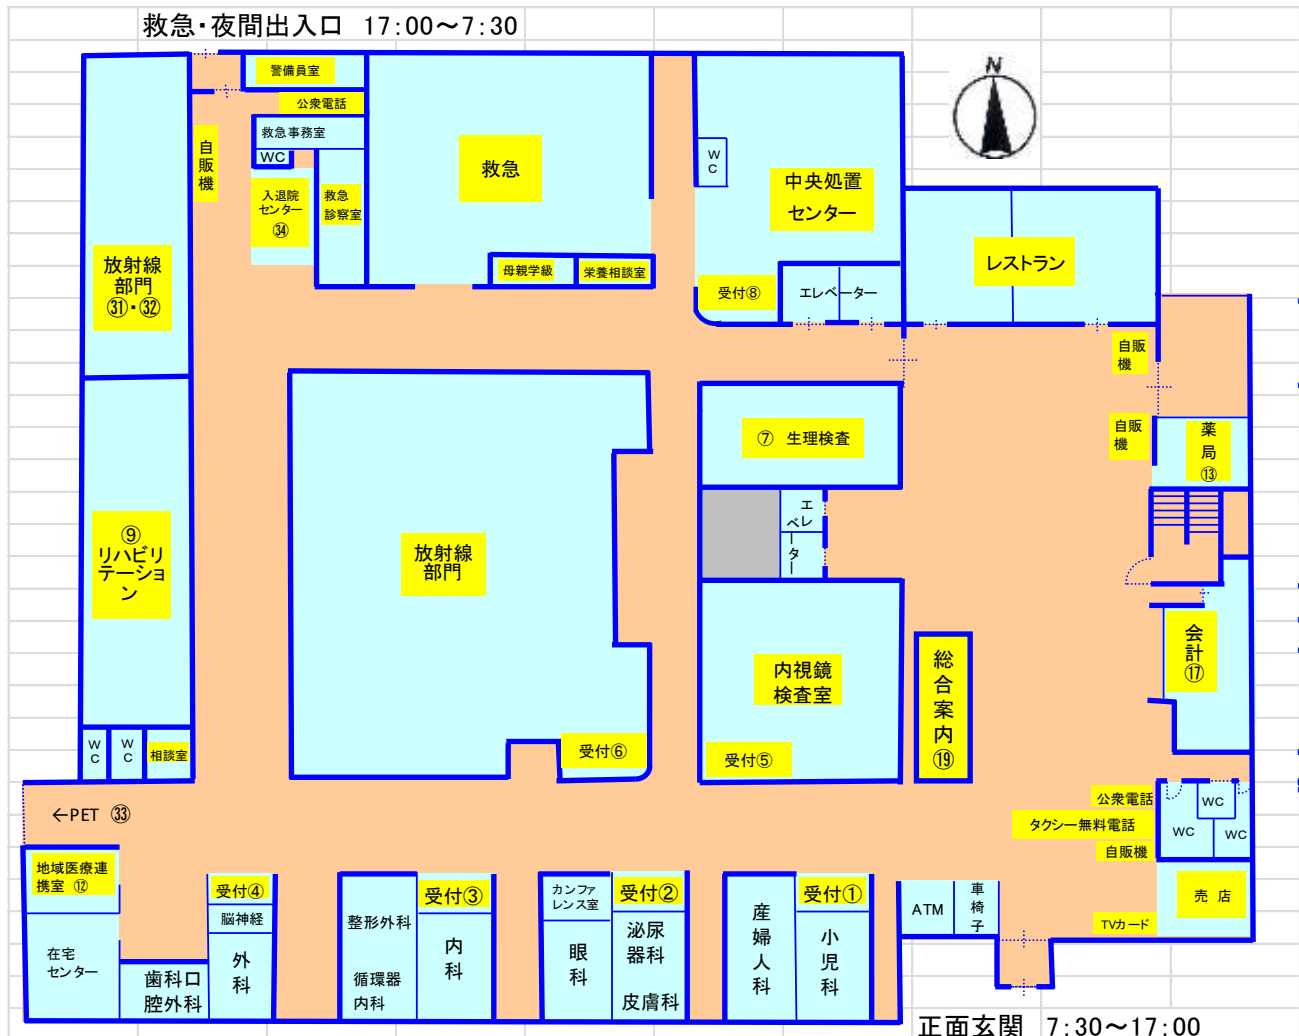 救急・夜間出入口 17:00～7:30
N
警備員室
公衆電話
救急事務室
WC
自販機
入退院
センター
㉞
救急
診察室
救急
母親学級
栄養相談室
WC
中央処置
センター
受付⑧
エレベーター
レストラン
放射線
部門
㉛・㉜
自販
機
自販
機
薬局⑬
⑦ 生理検査
エレベーター
⑨
リハビリ
テーショ
ン
放射線
部門
内視鏡
検査室
総合案内⑲
会計⑰
受付⑥
受付⑤
WC
WC
相談室
←PET ㉝
公衆電話
タクシー無料電話
自販機
WC
WC
WC
地域医療連
携室 ⑫
受付④
脳神経
外科
受付③
整形外科
循環器
内科
内科
カンファ
レンス室
受付②
眼科
泌尿
器科
皮膚科
受付①
産婦人科
小児科
ATM
車椅子
売店
TVカード
在宅
センター
歯科口
腔外科
正面玄関 7:30～17:00